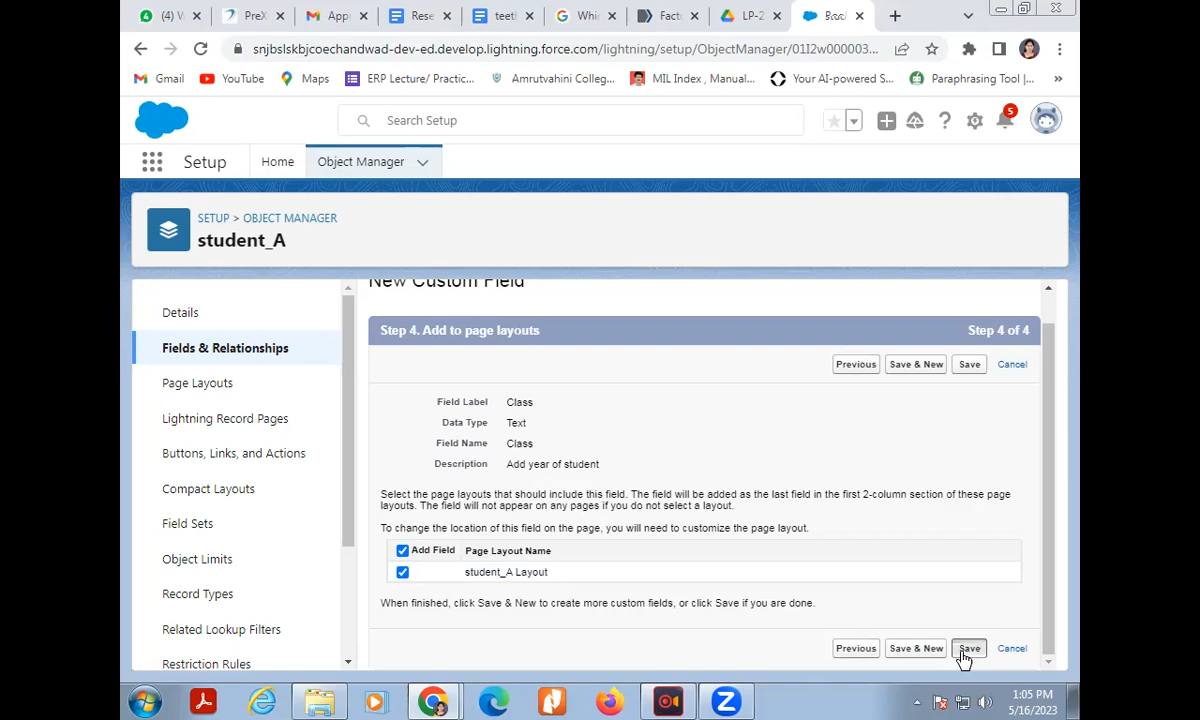 (4) W
PreX
App
Rese
teeti
Whi
Fact
LP-2
snjbslskbjcoechandwad-dev-ed.develop.lightning.force.com/lightning/setup/ObjectManager/01I2w000003...
Gmail YouTube Maps ERP Lecture/ Practic... Amrutvahini Colleg... MIL Index , Manual... Your AI-powered S... Paraphrasing Tool |... »
Search Setup
5
Setup Home Object Manager
SETUP > OBJECT MANAGER
student_A
Details
Fields & Relationships
Page Layouts
Lightning Record Pages
Buttons, Links, and Actions
Compact Layouts
Field Sets
Object Limits
Record Types
Related Lookup Filters
Restriction Rules
New Custom Field
Step 4. Add to page layouts Step 4 of 4
Previous Save & New Save Cancel
Field Label Class
Data Type Text
Field Name Class
Description Add year of student
Select the page layouts that should include this field. The field will be added as the last field in the first 2-column section of these page
layouts. The field will not appear on any pages if you do not select a layout.
To change the location of this field on the page, you will need to customize the page layout.
Add Field Page Layout Name
student_A Layout
When finished, click Save & New to create more custom fields, or click Save if you are done.
Previous Save & New Save Cancel
1:05 PM
5/16/2023